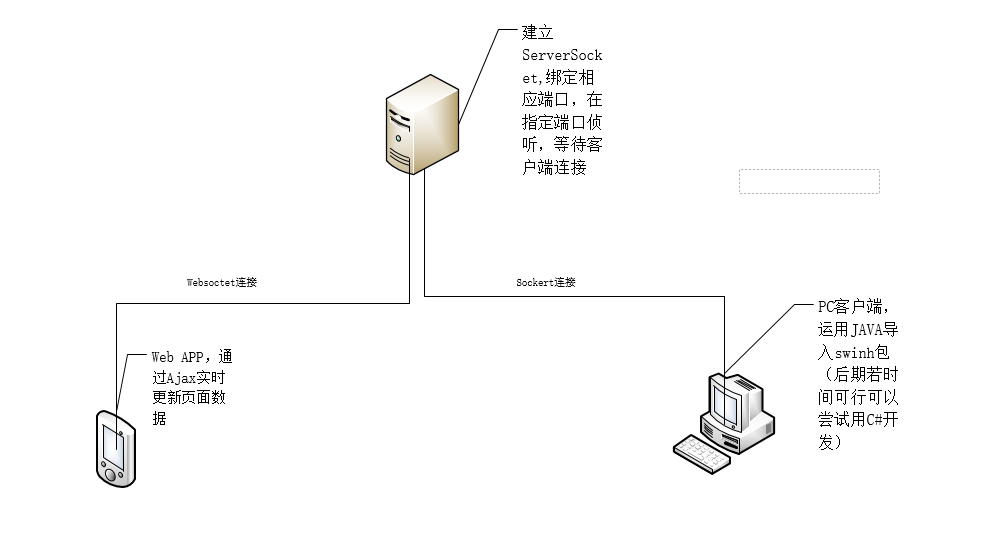 建立
ServerSock
et,绑定相
应端口，在
指定端口侦
听，等待客
户端连接
Websoctet连接
Sockert连接
Web APP，通
过Ajax实时
更新页面数
据
PC客户端，
运用JAVA导
入swinh包
（后期若时
间可行可以
尝试用C#开
发）